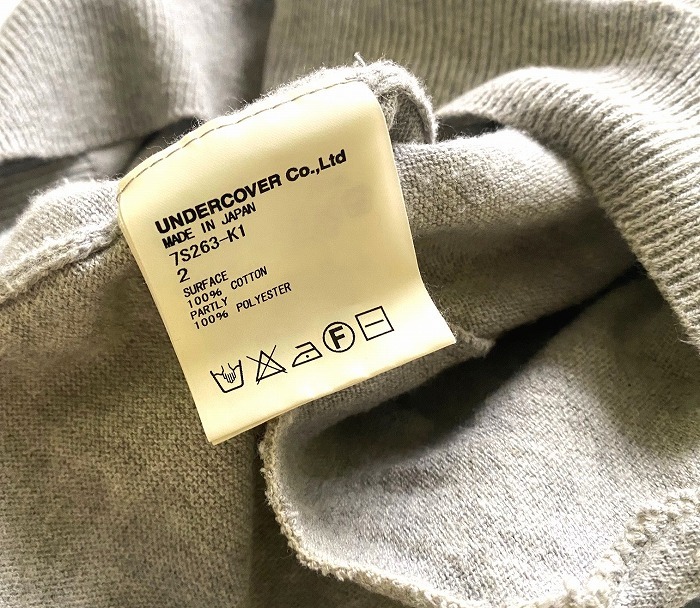 UNDERCOVER Co.,Ltd
MADE IN JAPAN
7S263-K1
2
SURFACE
100% COTTON
PARTLY
100% POLYESTER
F